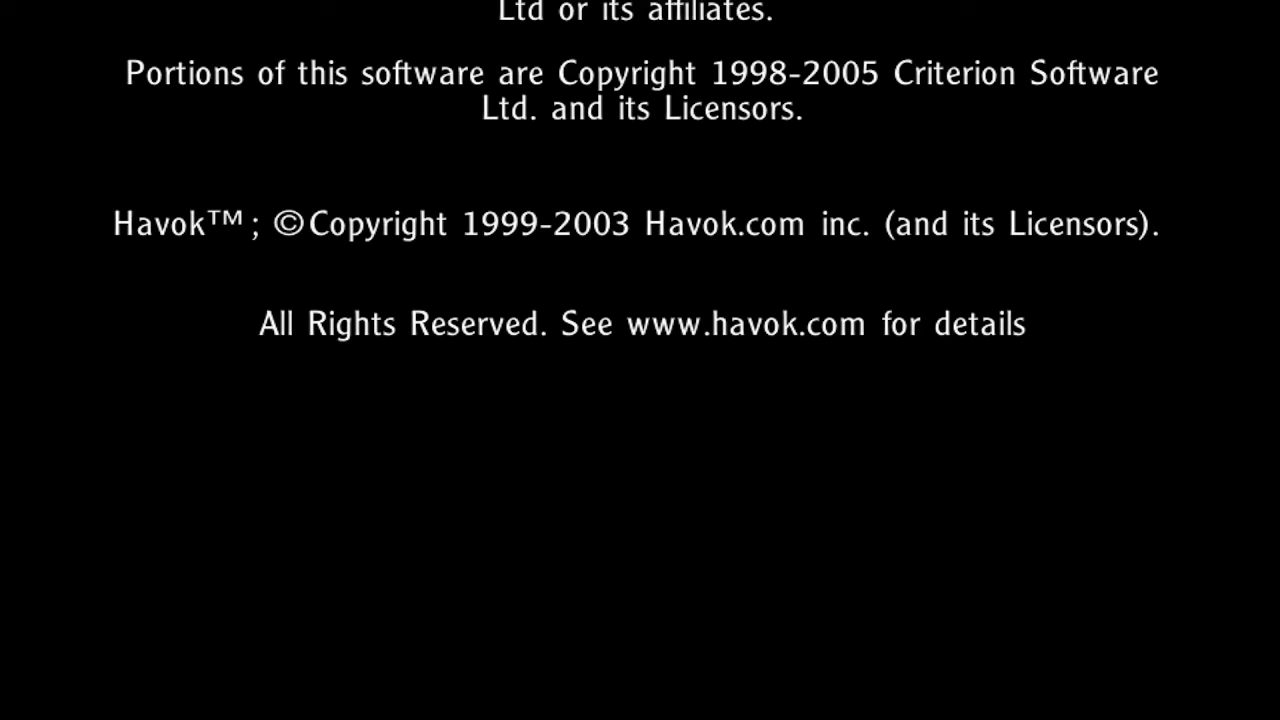 Ltd or its affiliates.
Portions of this software are Copyright 1998-2005 Criterion Software
Ltd. and its Licensors.
Havok™; ©Copyright 1999-2003 Havok.com inc. (and its Licensors).
All Rights Reserved. See www.havok.com for details